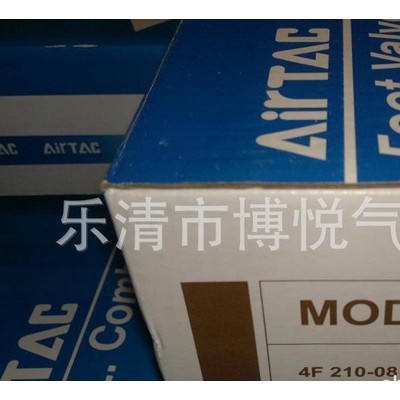 AirTAC
Foot Valv
AirTAC
乐清市博悦气
AirTAC
MOD
4F 210-08